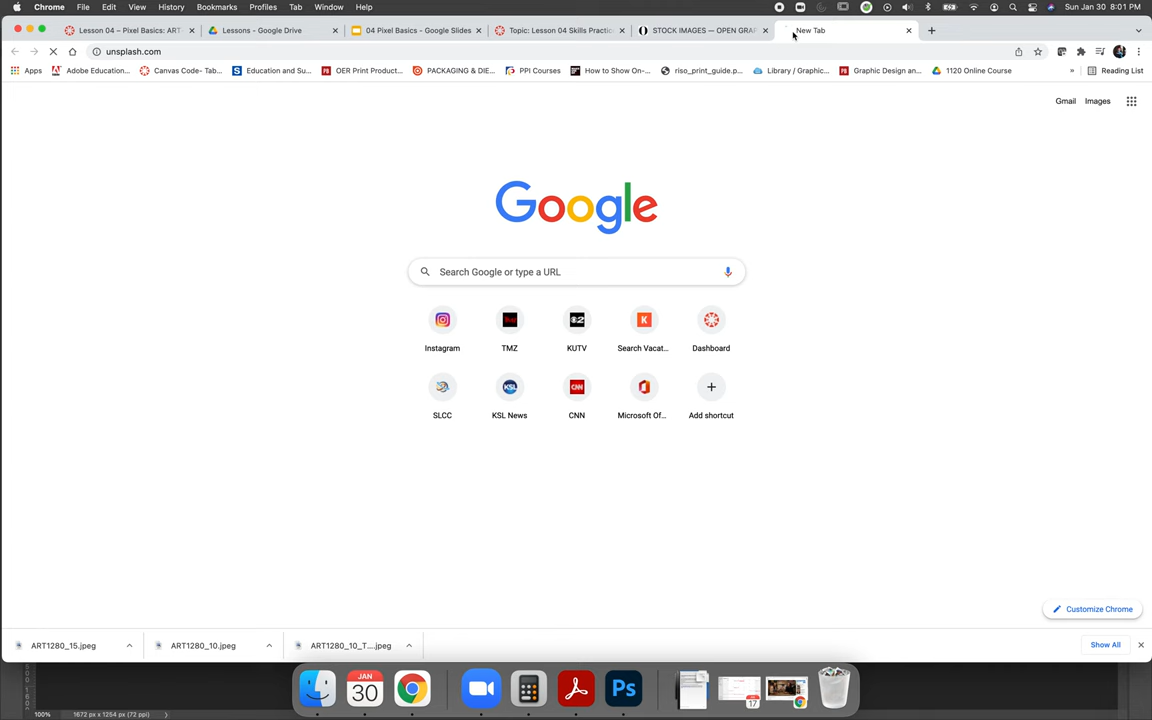 Chrome File Edit View History Bookmarks Profiles Tab Window Help Sun Jan 30 8:01 PM
Lesson 04 – Pixel Basics: ART Lessons - Google Drive 04 Pixel Basics - Google Slides Topic: Lesson 04 Skills Practic STOCK IMAGES — OPEN GRAP New Tab
unsplash.com
Apps Adobe Education... Canvas Code- Tab... Education and Su... OER Print Product... PACKAGING & DIE... PPI Courses How to Show On-... riso_print_guide.p... Library / Graphic... Graphic Design an... 1120 Online Course » Reading List
Gmail Images
Google
Search Google or type a URL
Instagram TMZ KUTV Search Vacat... Dashboard
SLCC KSL News CNN Microsoft Of... Add shortcut
Customize Chrome
ART1280_15.jpeg ART1280_10.jpeg ART1280_10_T....jpeg Show All
JAN
30
Ps
17
100% 1672 px x 1254 px (72 ppi)